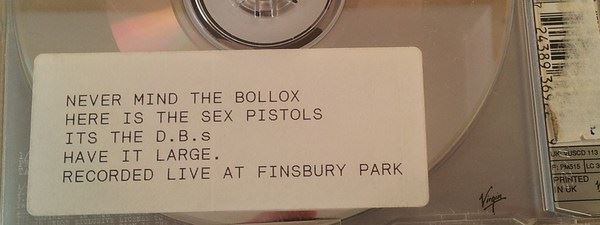 NEVER MIND THE BOLLOX
HERE IS THE SEX PISTOLS
ITS THE D.B.s
HAVE IT LARGE.
RECORDED LIVE AT FINSBURY PARK
PRINTED
IN UK
Virgin